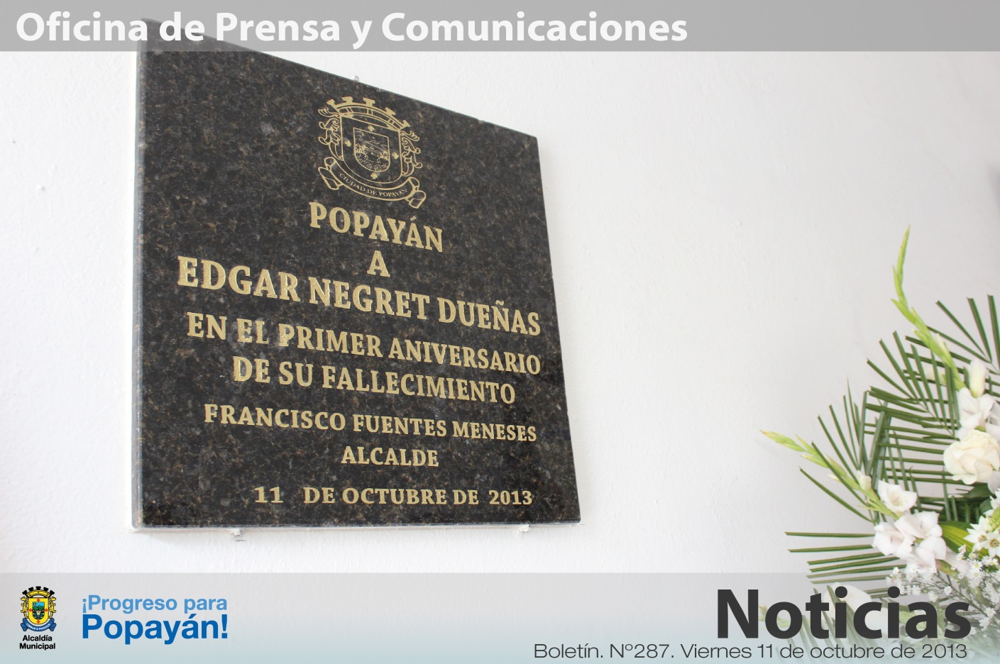 Oficina de Prensa y Comunicaciones
CIUDAD DE POPAYÁN
POPAYÁN
A
EDGAR NEGRET DUEÑAS
EN EL PRIMER ANIVERSARIO
DE SU FALLECIMIENTO
FRANCISCO FUENTES MENESES
ALCALDE
11 DE OCTUBRE DE 2013
Alcaldía
Municipal
¡Progreso para
Popayán!
Noticias
Boletín. Nº287. Viernes 11 de octubre de 2013